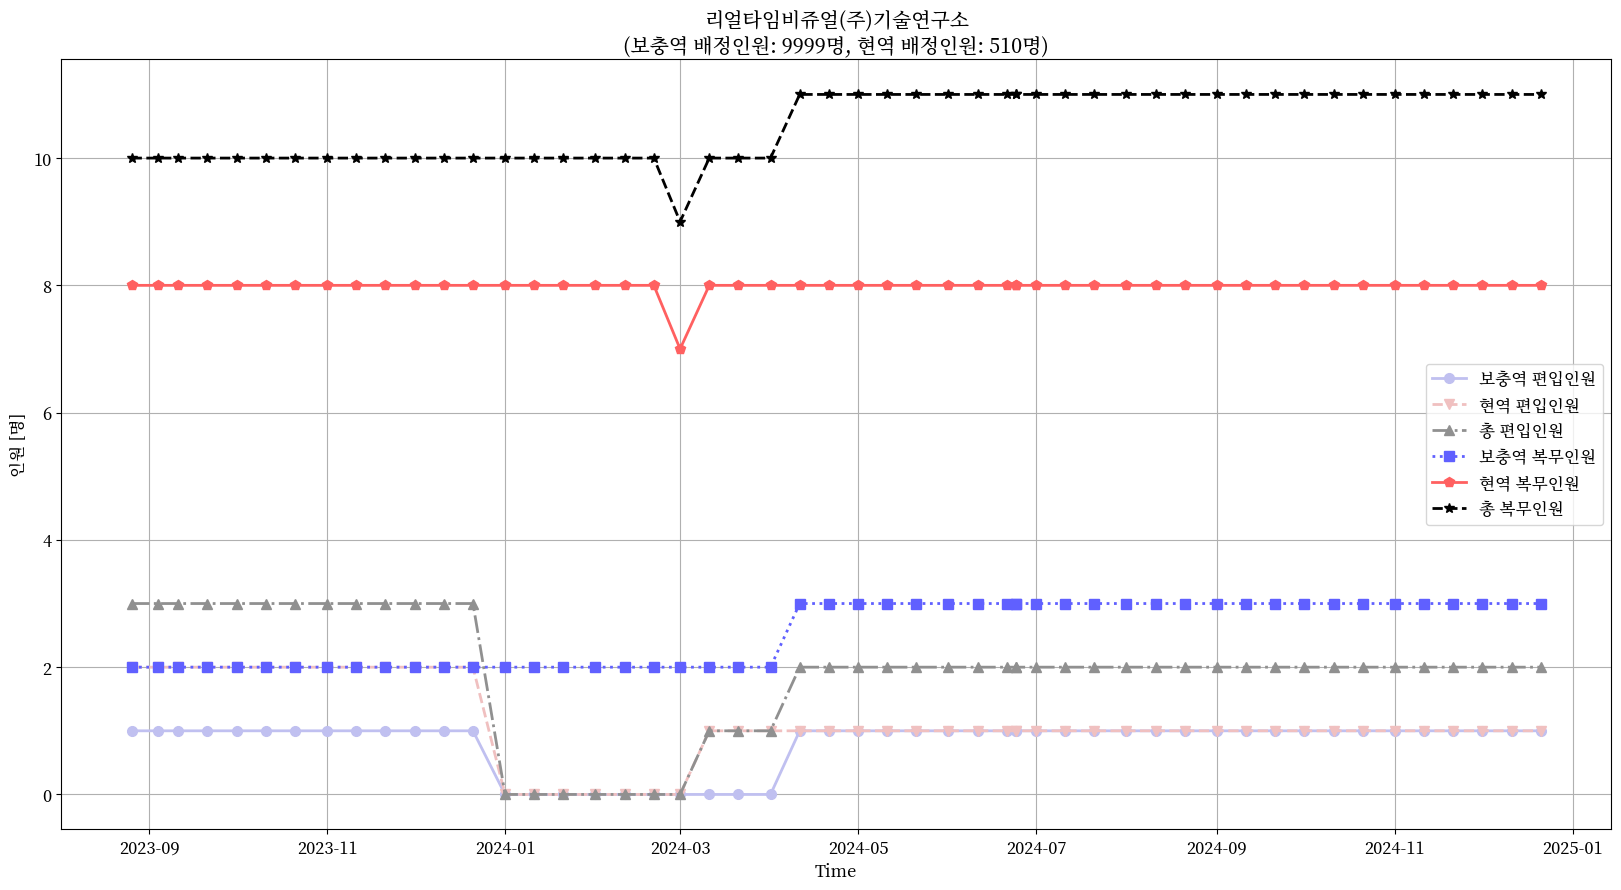 리얼타임비쥬얼(주)기술연구소
(보충역 배정인원: 9999명, 현역 배정인원: 510명)
인원 [명]
10
8
6
4
2
0
보충역 편입인원
현역 편입인원
총 편입인원
보충역 복무인원
현역 복무인원
총 복무인원
2023-09
2023-11
2024-01
2024-03
2024-05
2024-07
2024-09
2024-11
2025-01
Time